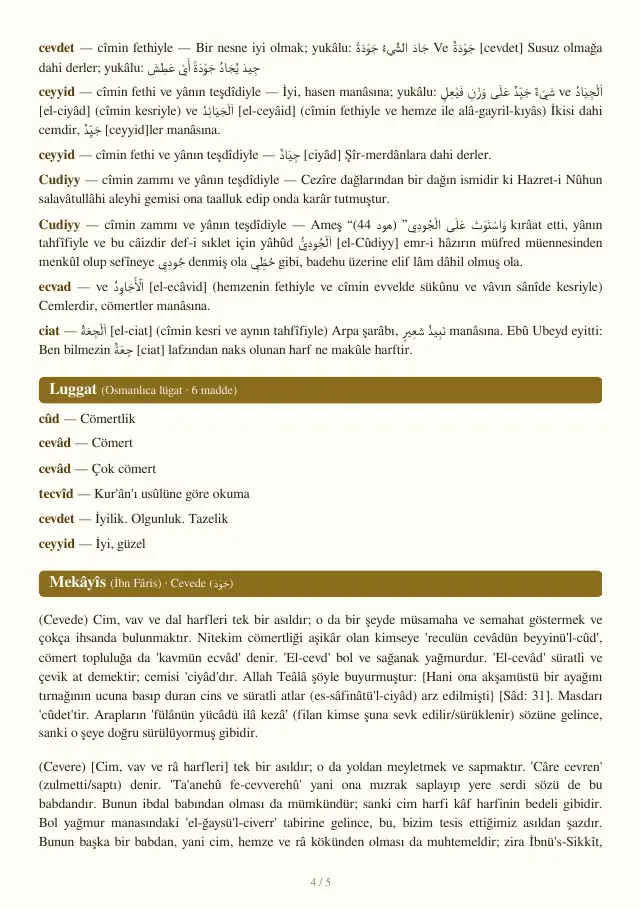 cevdet — cîmin fethiyle — Bir nesne iyi olmak; yukâlu: جَادَ الشَّيْءُ جَوْدَةً Ve جَوْدَةٌ [cevdet] Susuz olmağa
dahi derler; yukâlu: جِيدَ يُجَادُ جَوْدَةً أَيْ عَطِشَ
ceyyid — cîmin fethi ve yânın teşdîdiyle — İyi, hasen manâsına; yukâlu: شَيْءٌ جَيِّدٌ عَلَى وَزْنِ فَيْعِلٍ ve اَلْجِيَادُ
[el-ciyâd] (cîmin kesriyle) ve اَلْجَيَائِدُ [el-ceyâid] (cîmin fethiyle ve hemze ile alâ-gayril-kıyâs) İkisi dahi
cemdir, جَيِّدٌ [ceyyid]ler manâsına.
ceyyid — cîmin fethi ve yânın teşdîdiyle — جِيَادٌ [ciyâd] Şîr-merdânlara dahi derler.
Cudiyy — cîmin zammı ve yânın teşdîdiyle — Cezîre dağlarından bir dağın ismidir ki Hazret-i Nûhun
salavâtullâhi aleyhi gemisi ona taalluk edip onda karâr tutmuştur.
Cudiyy — cîmin zammı ve yânın teşdîdiyle — Ameş “(44 هود) ”وَاسْتَوَتْ عَلَى الْجُودِي kırâat etti, yânın
tahfîfiyle ve bu câizdir def-i sıklet için yâhûd اَلْجُودِيُّ [el-Cûdiyy] emr-i hâzırın müfred müennesinden
menkûl olup sefîneye جُودِي denmiş ola حُطِّي gibi, badehu üzerine elif lâm dâhil olmuş ola.
ecvad — ve اَلْأَجَاوِدُ [el-ecâvid] (hemzenin fethiyle ve cîmin evvelde sükûnu ve vâvın sânîde kesriyle)
Cemlerdir, cömertler manâsına.
ciat — اَلْجِعَةُ [el-ciat] (cîmin kesri ve aynın tahfîfiyle) Arpa şarâbı, نَبِيذُ شَعِيرٍ manâsına. Ebû Ubeyd eyitti:
Ben bilmezin جِعَةٌ [ciat] lafzından naks olunan harf ne makûle harftir.
Luggat (Osmanlıca lügat · 6 madde)
cûd — Cömertlik
cevâd — Cömert
cevâd — Çok cömert
tecvîd — Kur'ân'ı usûlüne göre okuma
cevdet — İyilik. Olgunluk. Tazelik
ceyyid — İyi, güzel
Mekâyîs (İbn Fâris) · Cevede (جَوَدَ)
(Cevede) Cim, vav ve dal harfleri tek bir asıldır; o da bir şeyde müsamaha ve semahat göstermek ve
çokça ihsanda bulunmaktır. Nitekim cömertliği aşikâr olan kimseye 'recülün cevâdün beyyinü'l-cûd',
cömert topluluğa da 'kavmün ecvâd' denir. 'El-cevd' bol ve sağanak yağmurdur. 'El-cevâd' süratli ve
çevik at demektir; cemisi 'ciyâd'dır. Allah Teâlâ şöyle buyurmuştur: {Hani ona akşamüstü bir ayağını
tırnağının ucuna basıp duran cins ve süratli atlar (es-sâfinâtü'l-ciyâd) arz edilmişti} [Sâd: 31]. Masdarı
'cûdet'tir. Arapların 'fülânün yücâdü ilâ kezâ' (filan kimse şuna sevk edilir/sürüklenir) sözüne gelince,
sanki o şeye doğru sürülüyormuş gibidir.
(Cevere) [Cim, vav ve râ harfleri] tek bir asıldır; o da yoldan meyletmek ve sapmaktır. 'Câre cevren'
(zulmetti/saptı) denir. 'Ta'anehû fe-cevverehû' yani ona mızrak saplayıp yere serdi sözü de bu
babdandır. Bunun ibdal babından olması da mümkündür; sanki cim harfi kâf harfinin bedeli gibidir.
Bol yağmur manasındaki 'el-ğaysü'l-civerr' tabirine gelince, bu, bizim tesis ettiğimiz asıldan şazdır.
Bunun başka bir babdan, yani cim, hemze ve râ kökünden olması da muhtemeldir; zira İbnü's-Sikkît,
4 / 5